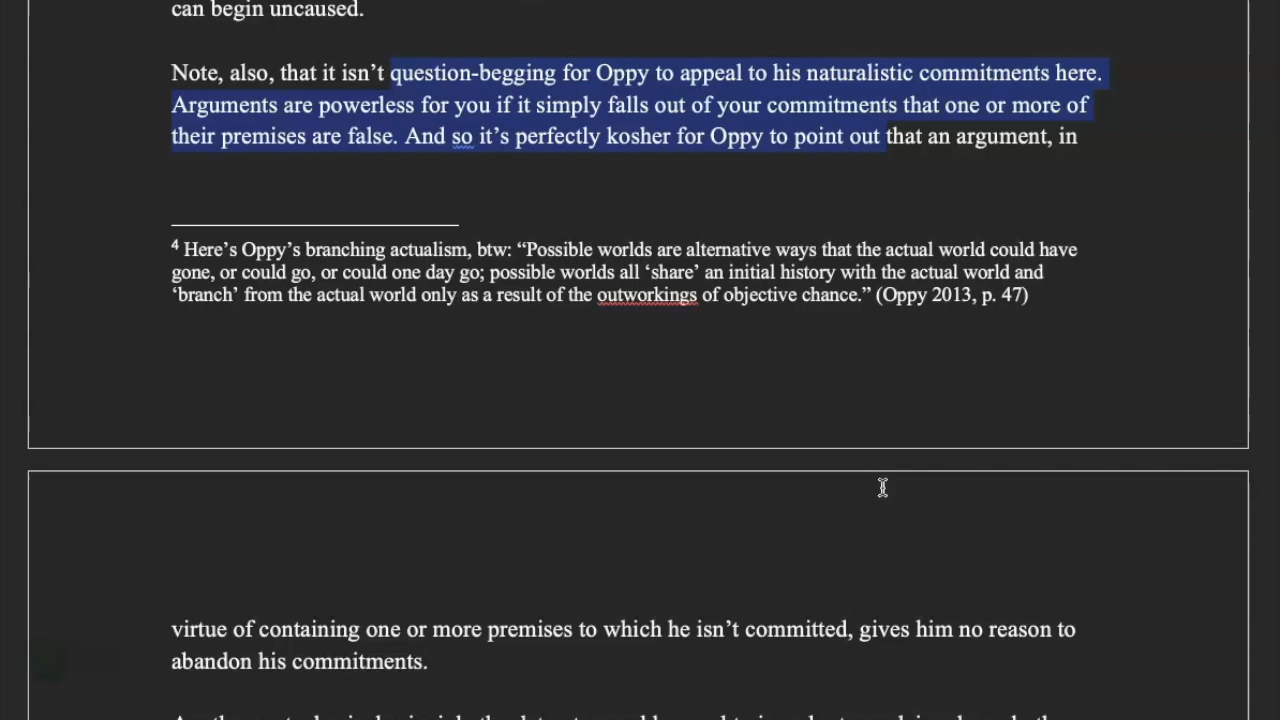 can begin uncaused.
Note, also, that it isn’t question-begging for Oppy to appeal to his naturalistic commitments here.
Arguments are powerless for you if it simply falls out of your commitments that one or more of
their premises are false. And so it’s perfectly kosher for Oppy to point out that an argument, in
4 Here’s Oppy’s branching actualism, btw: “Possible worlds are alternative ways that the actual world could have
gone, or could go, or could one day go; possible worlds all ‘share’ an initial history with the actual world and
‘branch’ from the actual world only as a result of the outworkings of objective chance.” (Oppy 2013, p. 47)
virtue of containing one or more premises to which he isn’t committed, gives him no reason to
abandon his commitments.